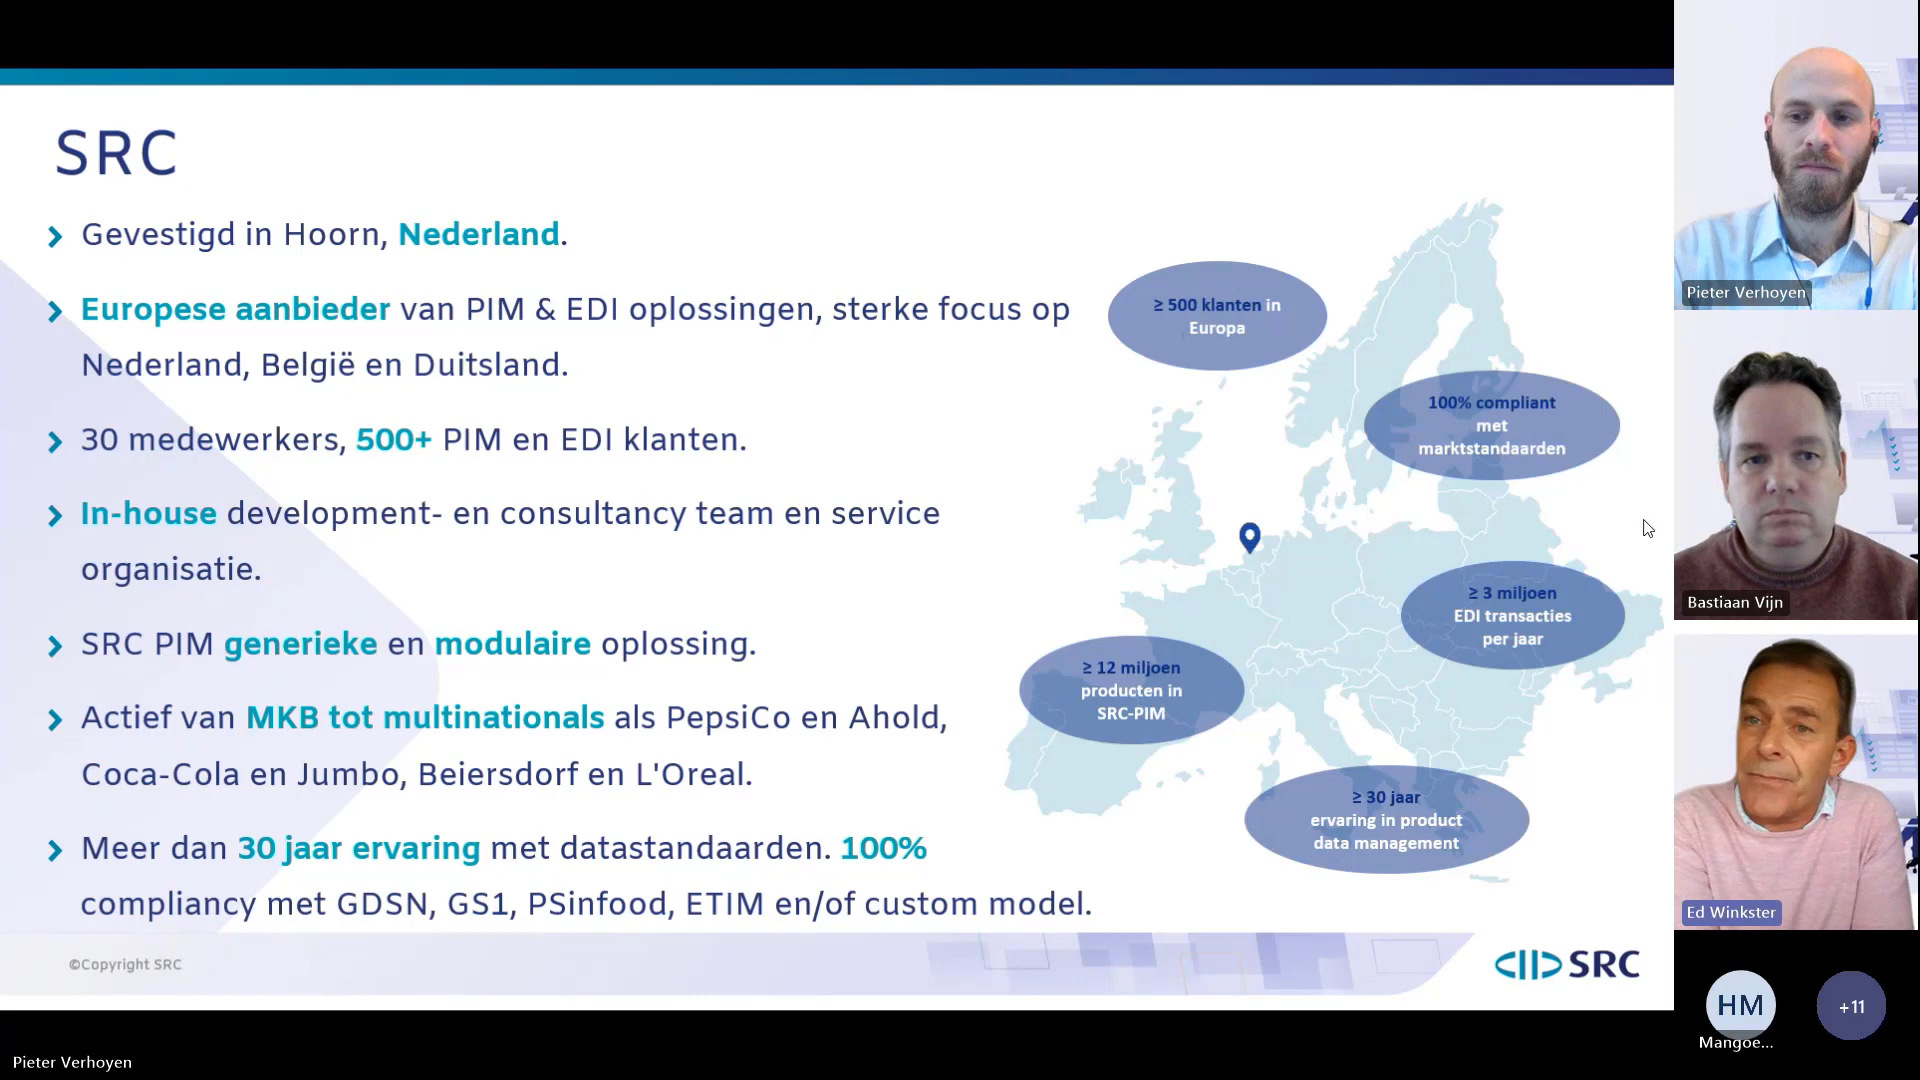 SRC
Gevestigd in Hoorn, Nederland.
Europese aanbieder van PIM & EDI oplossingen, sterke focus op
Nederland, België en Duitsland.
30 medewerkers, 500+ PIM en EDI klanten.
In-house development- en consultancy team en service
organisatie.
SRC PIM generieke en modulaire oplossing.
Actief van MKB tot multinationals als PepsiCo en Ahold,
Coca-Cola en Jumbo, Beiersdorf en L'Oreal.
Meer dan 30 jaar ervaring met datastandaarden. 100%
compliancy met GDSN, GS1, PSinfood, ETIM en/of custom model.
≥ 500 klanten in
Europa
100% compliant
met
marktstandaarden
≥ 3 miljoen
EDI transacties
per jaar
≥ 12 miljoen
producten in
SRC-PIM
≥ 30 jaar
ervaring in product
data management
©Copyright SRC
SRC
Pieter Verhoyen
Bastiaan Vijn
Ed Winkster
HM
Mangoe...
+11
Pieter Verhoyen